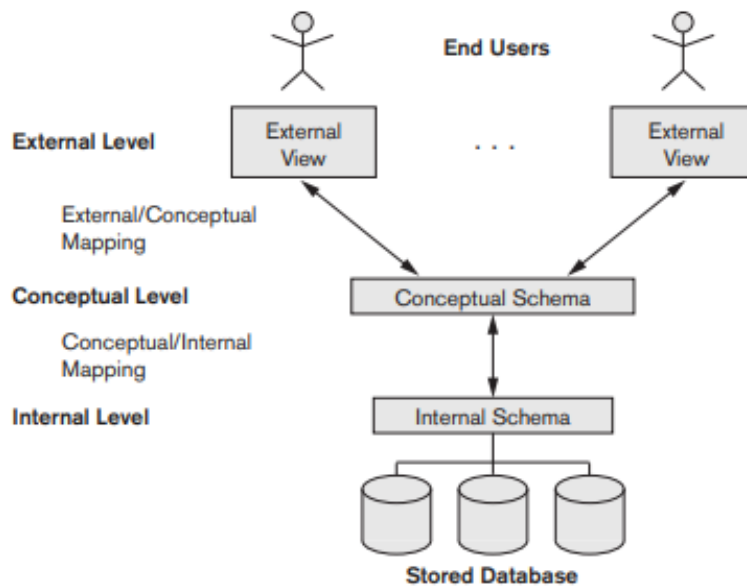 End Users
External Level
External
View
. . .
External
View
External/Conceptual
Mapping
Conceptual Level
Conceptual Schema
Conceptual/Internal
Mapping
Internal Level
Internal Schema
Stored Database